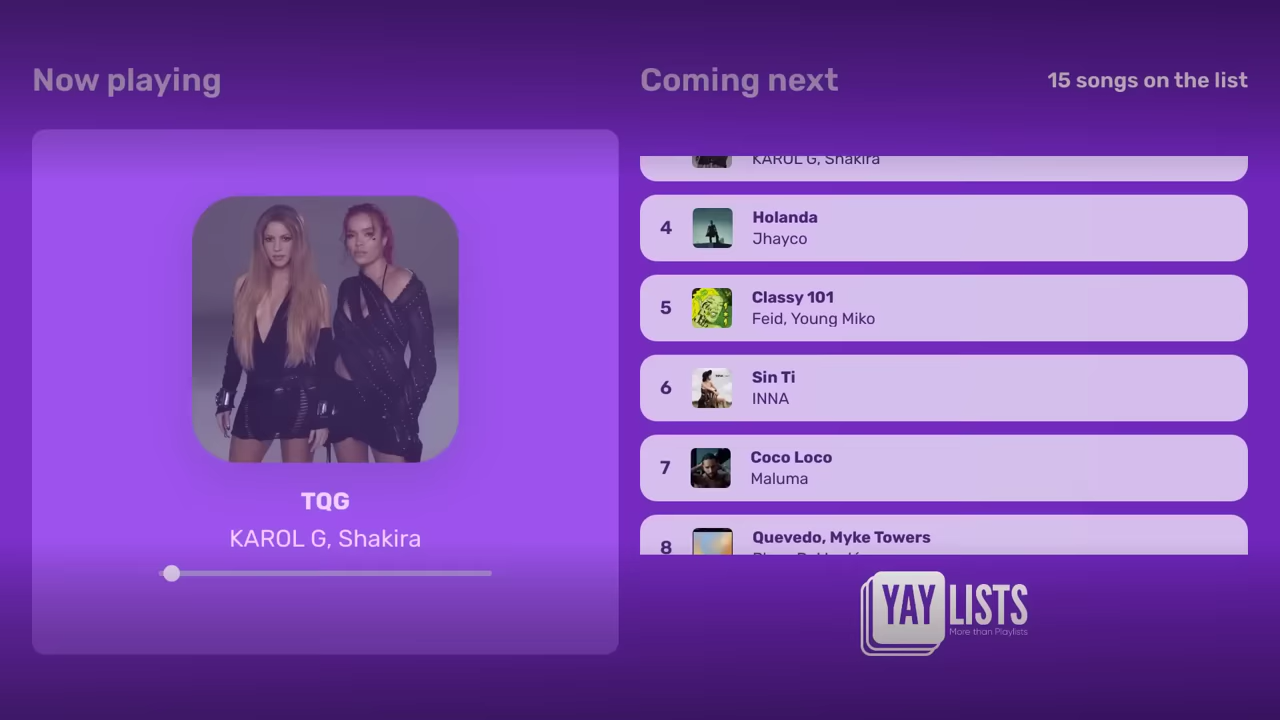 Now playing
TQG
KAROL G, Shakira
Coming next
15 songs on the list
KAROL G, Shakira
4
Holanda
Jhayco
5
Classy 101
Feid, Young Miko
6
Sin Ti
INNA
7
Coco Loco
Maluma
8
Quevedo, Myke Towers
YAY LISTS
More than Playlists